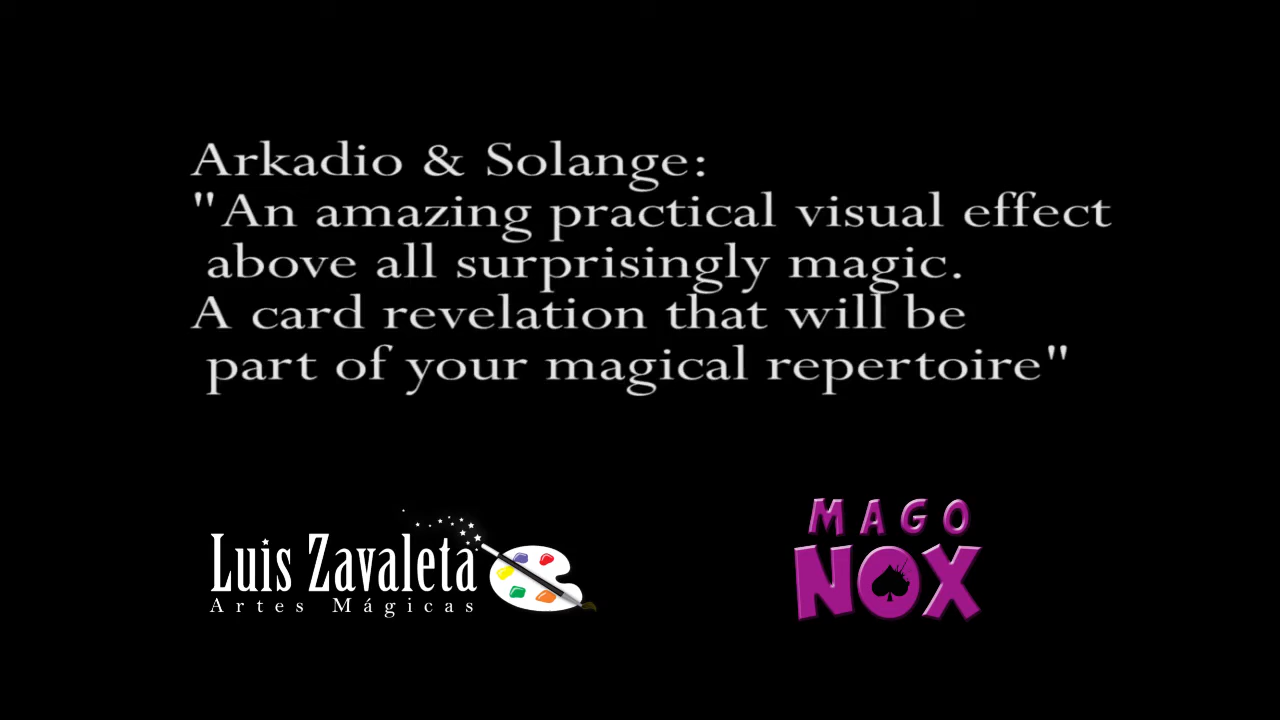 Arkadio & Solange:
"An amazing practical visual effect
above all surprisingly magic.
A card revelation that will be
part of your magical repertoire"
Luis Zavaleta
Artes Mágicas
MAGO
NOX